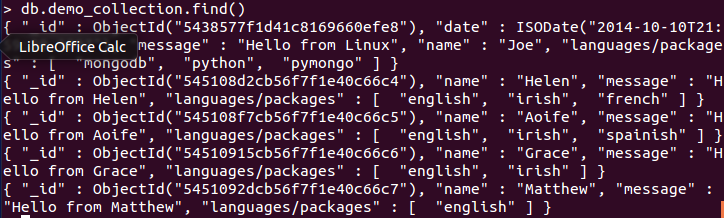 > db.demo_collection.find()
{ "_id" : ObjectId("5438577f1d41c8169660efe8"), "date" : ISODate("2014-10-10T21:
LibreOffice Calc
"message" : "Hello from Linux", "name" : "Joe", "languages/package
s" : [ "mongodb", "python", "pymongo" ] }
{ "_id" : ObjectId("545108d2cb56f7f1e40c66c4"), "name" : "Helen", "message" : "H
ello from Helen", "languages/packages" : [ "english", "irish", "french" ] }
{ "_id" : ObjectId("545108f7cb56f7f1e40c66c5"), "name" : "Aoife", "message" : "H
ello from Aoife", "languages/packages" : [ "english", "irish", "spainish" ] }
{ "_id" : ObjectId("54510915cb56f7f1e40c66c6"), "name" : "Grace", "message" : "H
ello from Grace", "languages/packages" : [ "english", "irish" ] }
{ "_id" : ObjectId("5451092dcb56f7f1e40c66c7"), "name" : "Matthew", "message" :
"Hello from Matthew", "languages/packages" : [ "english" ] }